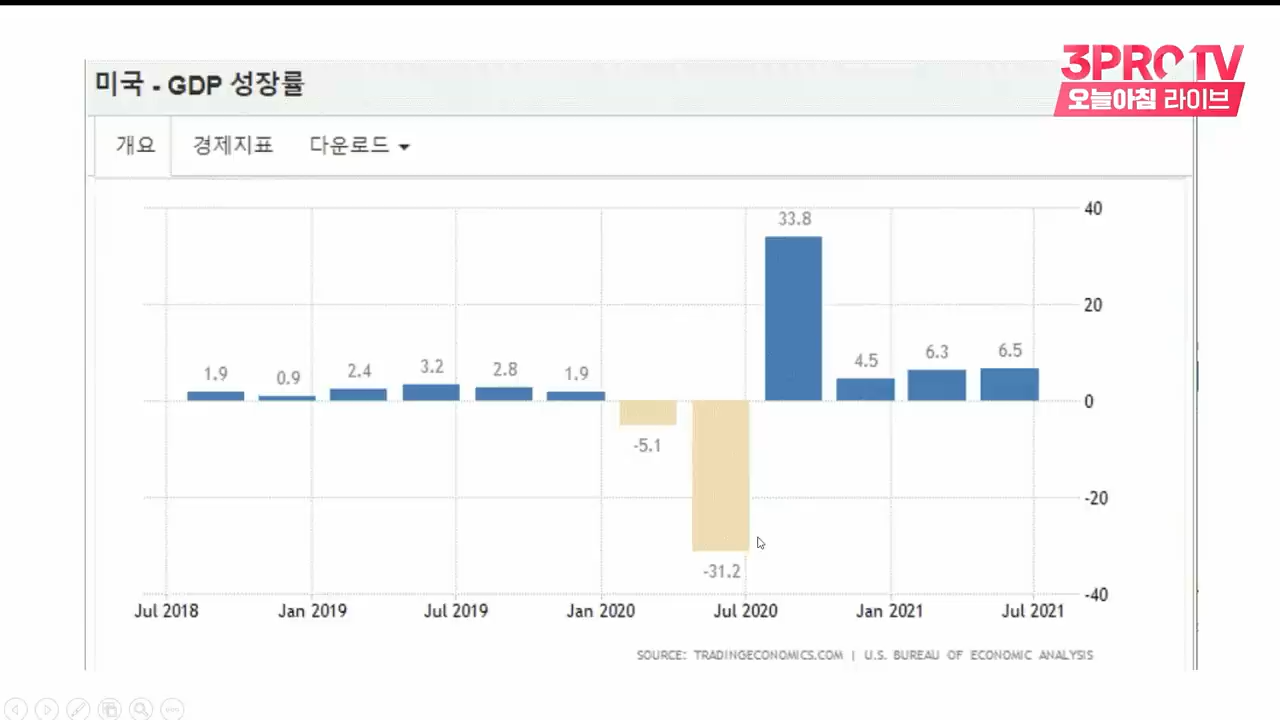 3PROTV
오늘아침 라이브
미국 - GDP 성장률
개요 경제지표 다운로드
40
33.8
20
1.9 0.9 2.4 3.2 2.8 1.9 4.5 6.3 6.5
0
-5.1
-20
-31.2
-40
Jul 2018 Jan 2019 Jul 2019 Jan 2020 Jul 2020 Jan 2021 Jul 2021
SOURCE: TRADINGECONOMICS.COM | U.S. BUREAU OF ECONOMIC ANALYSIS